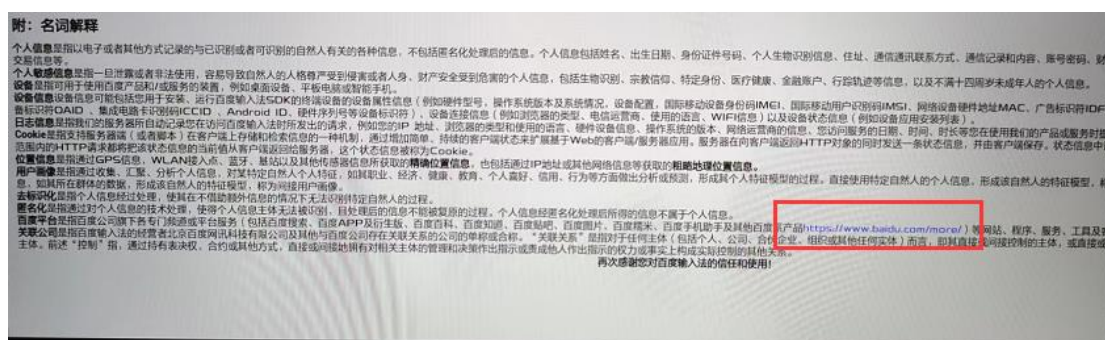 附：名词解释
个人信息是指以电子或者其他方式记录的与已识别或者可识别的自然人有关的各种信息，不包括匿名化处理后的信息。个人信息包括姓名、出生日期、身份证件号码、个人生物识别信息、住址、通信通讯联系方式、通信记录和内容、账号密码、财
交易信息等。
个人敏感信息是指一旦泄露或者非法使用，容易导致自然人的人格尊严受到侵害或者人身、财产安全受到危害的个人信息，包括生物识别、宗教信仰、特定身份、医疗健康、金融账户、行踪轨迹等信息，以及不满十四周岁未成年人的个人信息。
设备是指可用于使用百度产品和/或服务的装置，例如桌面设备、平板电脑或智能手机。
设备信息设备信息可能包括您用于安装、运行百度输入法SDK的终端设备的设备属性信息（例如硬件型号，操作系统版本及系统情况，设备配置，国际移动设备身份码IMEI、国际移动用户识别码IMSI、网络设备硬件地址MAC、广告标识符IDF
备标识符OAID、集成电路卡识别码ICCID、Android ID、硬件序列号等设备标识符）、设备连接信息（例如浏览器的类型、电信运营商、使用的语言、WIFI信息）以及设备状态信息（例如设备应用安装列表）。
日志信息是指我们的服务器所自动记录您在访问百度输入法时所发出的请求，例如您的IP 地址、浏览器的类型和使用的语言、硬件设备信息、操作系统的版本、网络运营商的信息、您访问服务的日期、时间、时长等您在使用我们的产品或服务时提
Cookie是指支持服务器端（或者脚本）在客户端上存储和检索信息的一种机制，通过增加简单、持续的客户端状态来扩展基于Web的客户端/服务器应用。服务器在向客户端返回HTTP对象的同时发送一条状态信息，并由客户端保存。状态信息中
范围内的HTTP请求都将把该状态信息的当前值从客户端返回给服务器，这个状态信息被称为Cookie。
位置信息是指通过GPS信息，WLAN接入点、蓝牙、基站以及其他传感器信息所获取的精确位置信息，也包括通过IP地址或其他网络信息等获取的粗略地理位置信息。
用户画像是指通过收集、汇聚、分析个人信息，对某特定自然人个人特征，如其职业、经济、健康、教育、个人喜好、信用、行为等方面做出分析或预测，形成其个人特征模型的过程。直接使用特定自然人的个人信息，形成该自然人的特征模型，称
息，如其所在群体的数据，形成该自然人的特征模型，称为间接用户画像。
去标识化是指个人信息经过处理，使其在不借助额外信息的情况下无法识别特定自然人的过程。
匿名化是指通过对个人信息的技术处理，使得个人信息主体无法被识别，且处理后的信息不能被复原的过程。个人信息经匿名化处理后所得的信息不属于个人信息。
百度平台是指百度公司旗下各专门频道或平台服务（包括百度搜索、百度APP及衍生版、百度百科、百度知道、百度贴吧、百度图片、百度糯米、百度手机助手及其他百度系产品https://www.baidu.com/more/）等网站、程序、服务、工具及
关联公司是指百度输入法的经营者北京百度网讯科技有限公司及其他与百度公司存在关联关系的公司的单称或合称。“关联关系”是指对于任何主体（包括个人、公司、合伙企业、组织或其他任何实体）而言，即其直接或间接控制的主体，或直接或
主体。前述“控制”指，通过持有表决权、合约或其他方式，直接或间接地拥有对相关主体的管理和决策作出指示或责成他人作出指示的权力或事实上构成实际控制的其他关系。
再次感谢您对百度输入法的信任和使用！